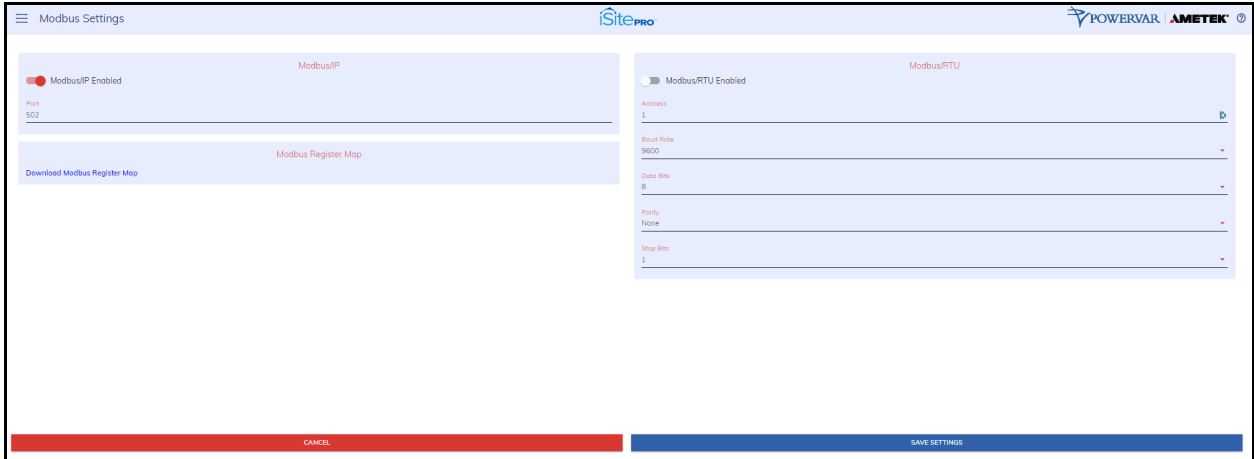 Modbus Settings
iSitePRO
POWERVAR AMETEK®
Modbus/IP
Modbus/IP Enabled
Port
502
Modbus Register Map
Download Modbus Register Map
Modbus/RTU
Modbus/RTU Enabled
Address
1
Baud Rate
9600
Data Bits
8
Parity
None
Stop Bits
1
CANCEL
SAVE SETTINGS